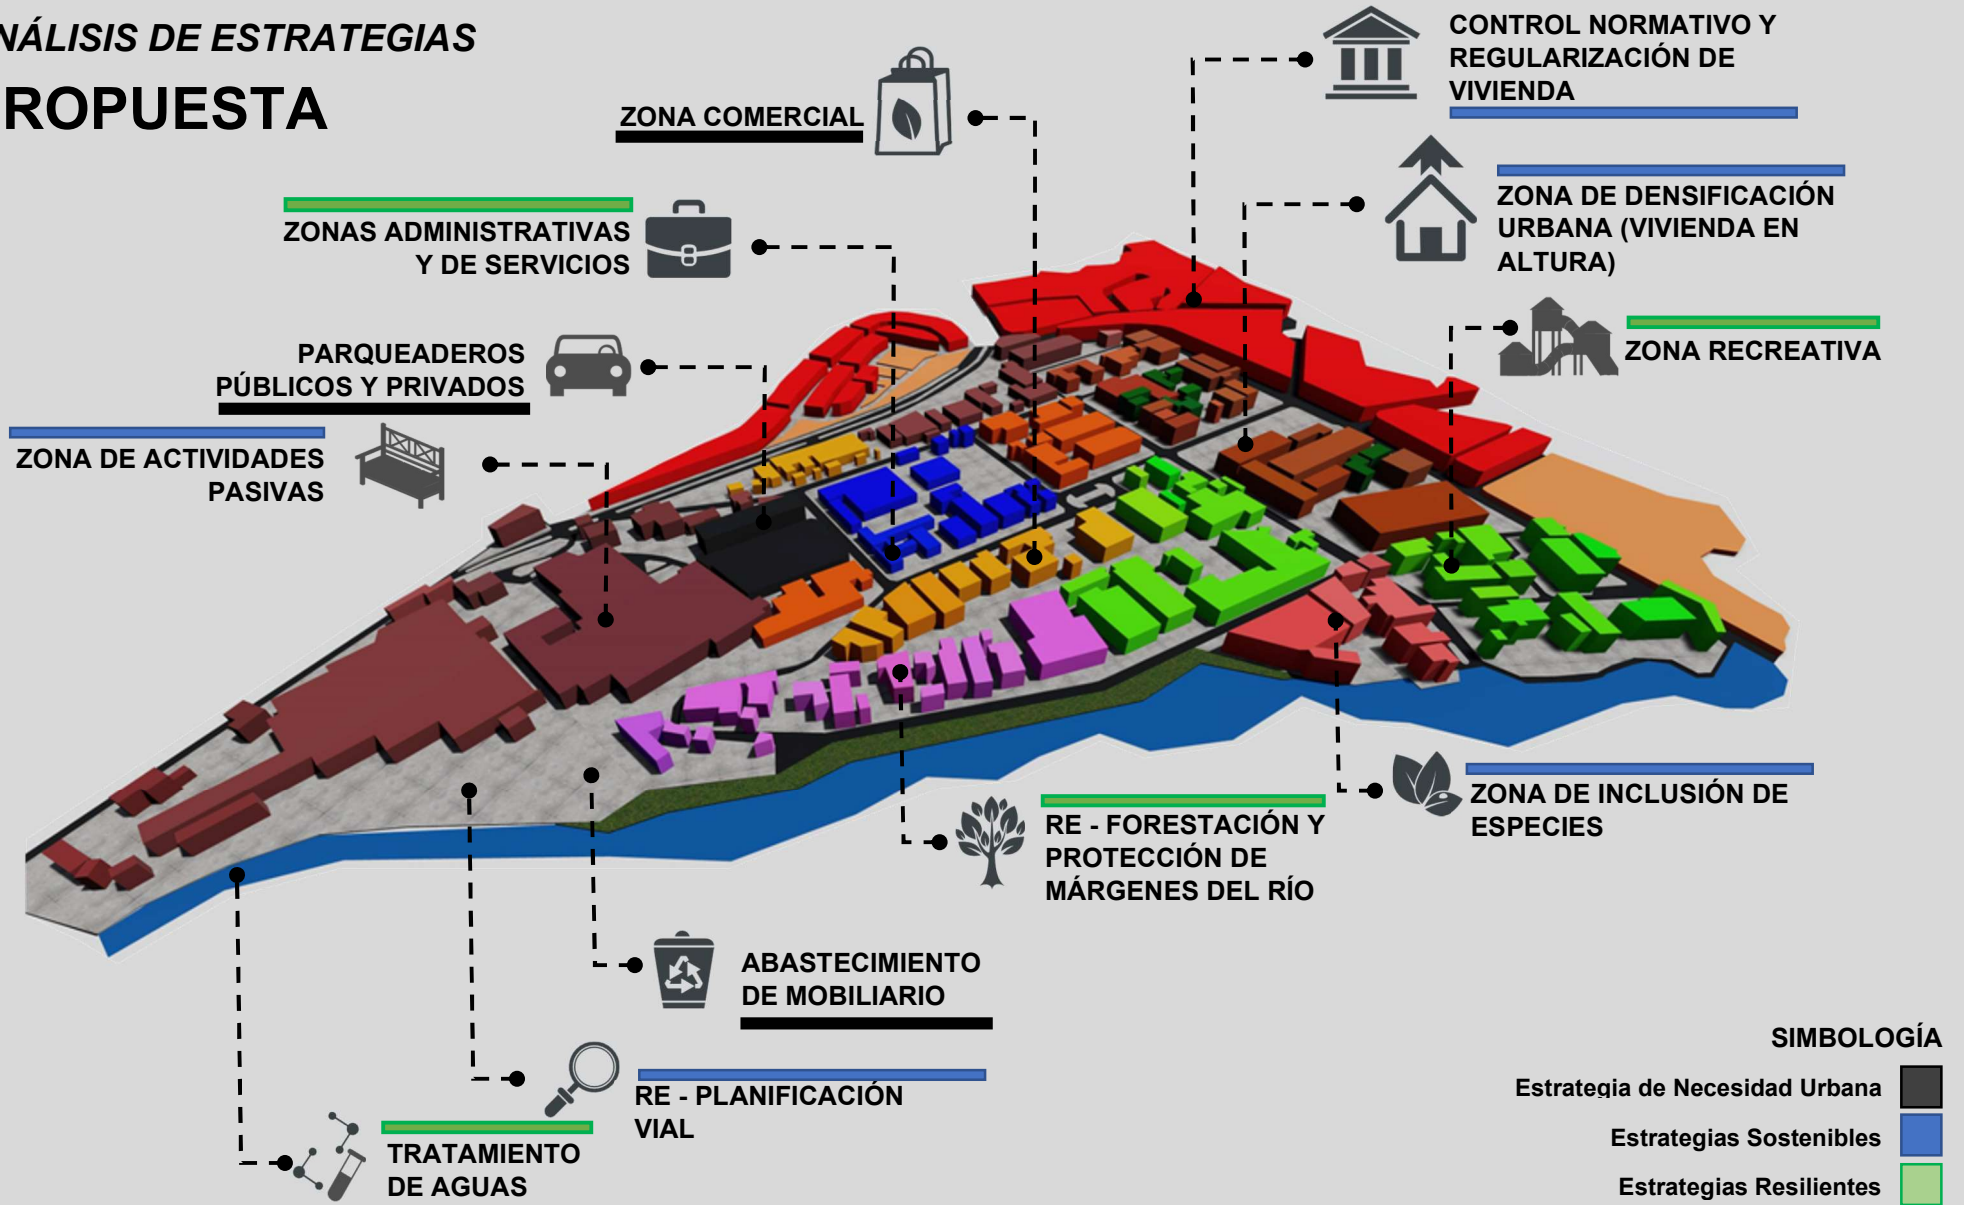 NÁLISIS DE ESTRATEGIAS
ROPUESTA
CONTROL NORMATIVO Y
REGULARIZACIÓN DE
VIVIENDA
ZONA COMERCIAL
ZONA DE DENSIFICACIÓN
URBANA (VIVIENDA EN
ALTURA)
ZONAS ADMINISTRATIVAS
Y DE SERVICIOS
ZONA RECREATIVA
PARQUEADEROS
PÚBLICOS Y PRIVADOS
ZONA DE ACTIVIDADES
PASIVAS
ZONA DE INCLUSIÓN DE
ESPECIES
RE - FORESTACIÓN Y
PROTECCIÓN DE
MÁRGENES DEL RÍO
ABASTECIMIENTO
DE MOBILIARIO
RE - PLANIFICACIÓN
VIAL
TRATAMIENTO
DE AGUAS
SIMBOLOGÍA
Estrategia de Necesidad Urbana
Estrategias Sostenibles
Estrategias Resilientes